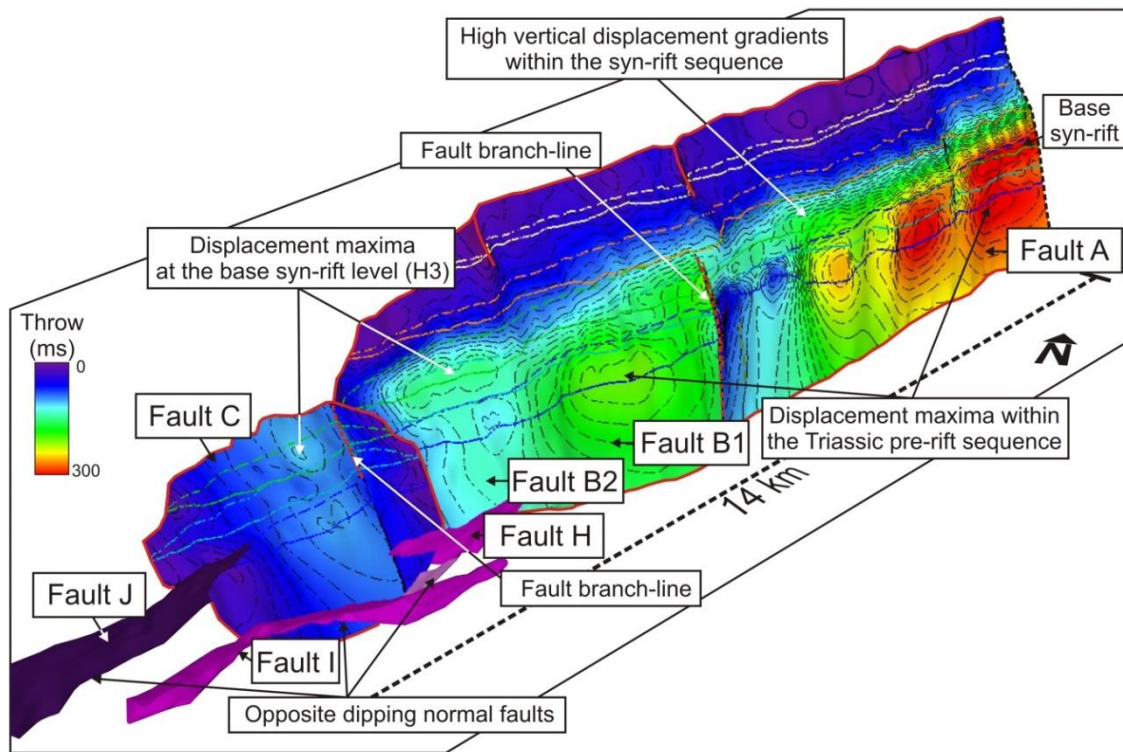 High vertical displacement gradients
within the syn-rift sequence
Base
syn-rift
Fault branch-line
Displacement maxima
at the base syn-rift level (H3)
Fault A
Throw
(ms)
0
300
N
Fault C
Displacement maxima within
the Triassic pre-rift sequence
Fault B1
Fault B2
14 km
Fault H
Fault branch-line
Fault J
Fault I
Opposite dipping normal faults